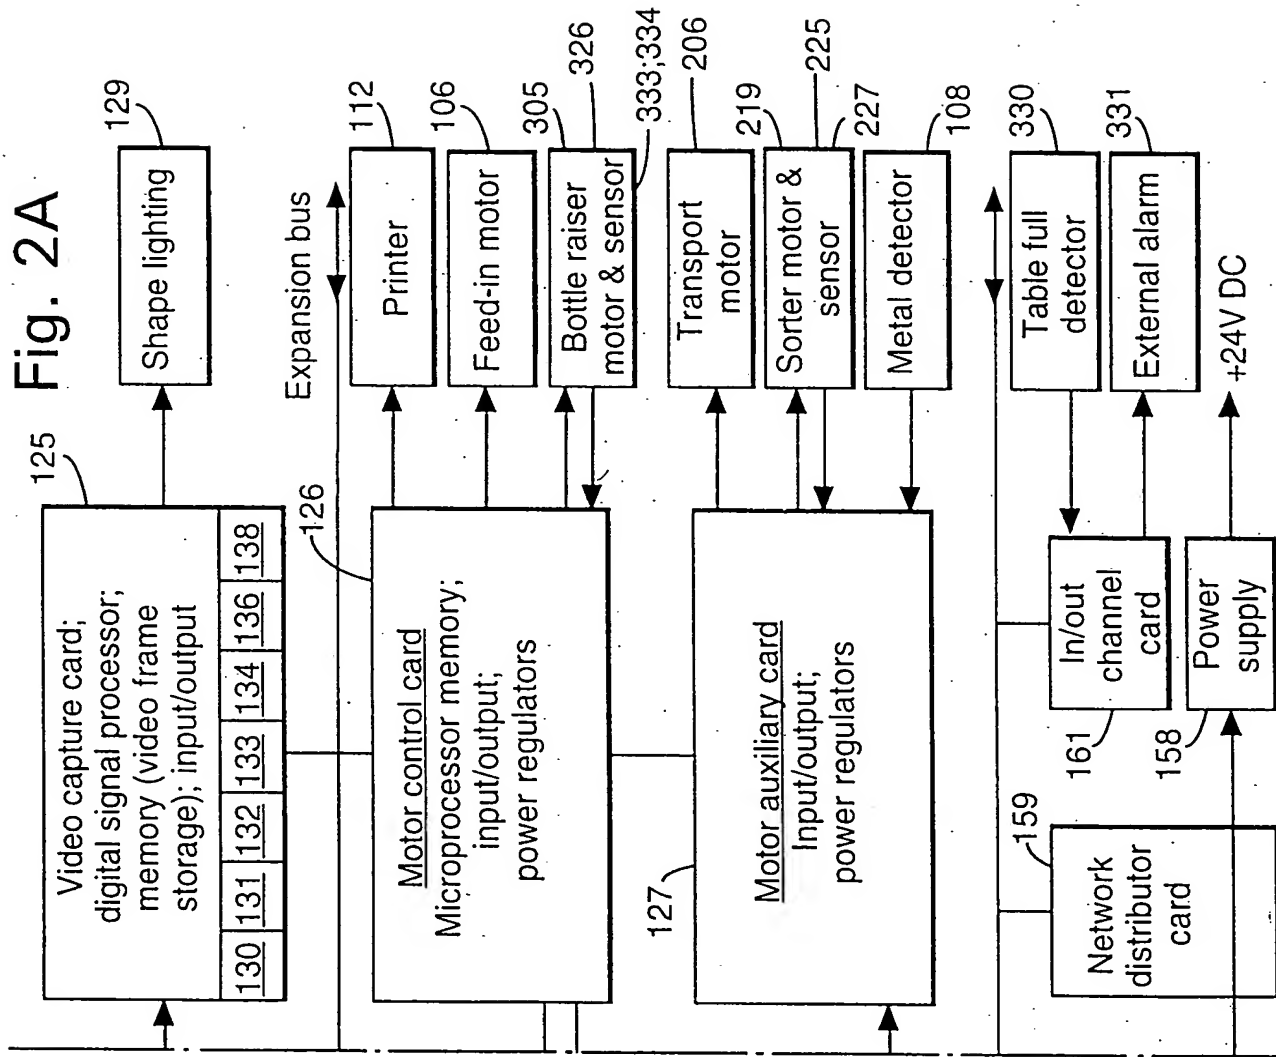 Fig. 2A
125
Video capture card;
digital signal processor;
memory (video frame
storage); input/output
130 131 132 133 134 136 138
Shape lighting
129
Expansion bus
126
Motor control card
Microprocessor memory;
input/output;
power regulators
Printer
112
Feed-in motor
106
Bottle raiser
motor & sensor
305
326
333;334
127
Motor auxiliary card
Input/output;
power regulators
Transport
motor
206
Sorter motor &
sensor
219
225
227
Metal detector
108
159
Network
distributor
card
161
In/out
channel
card
Table full
detector
330
External alarm
331
158
Power
supply
+24V DC